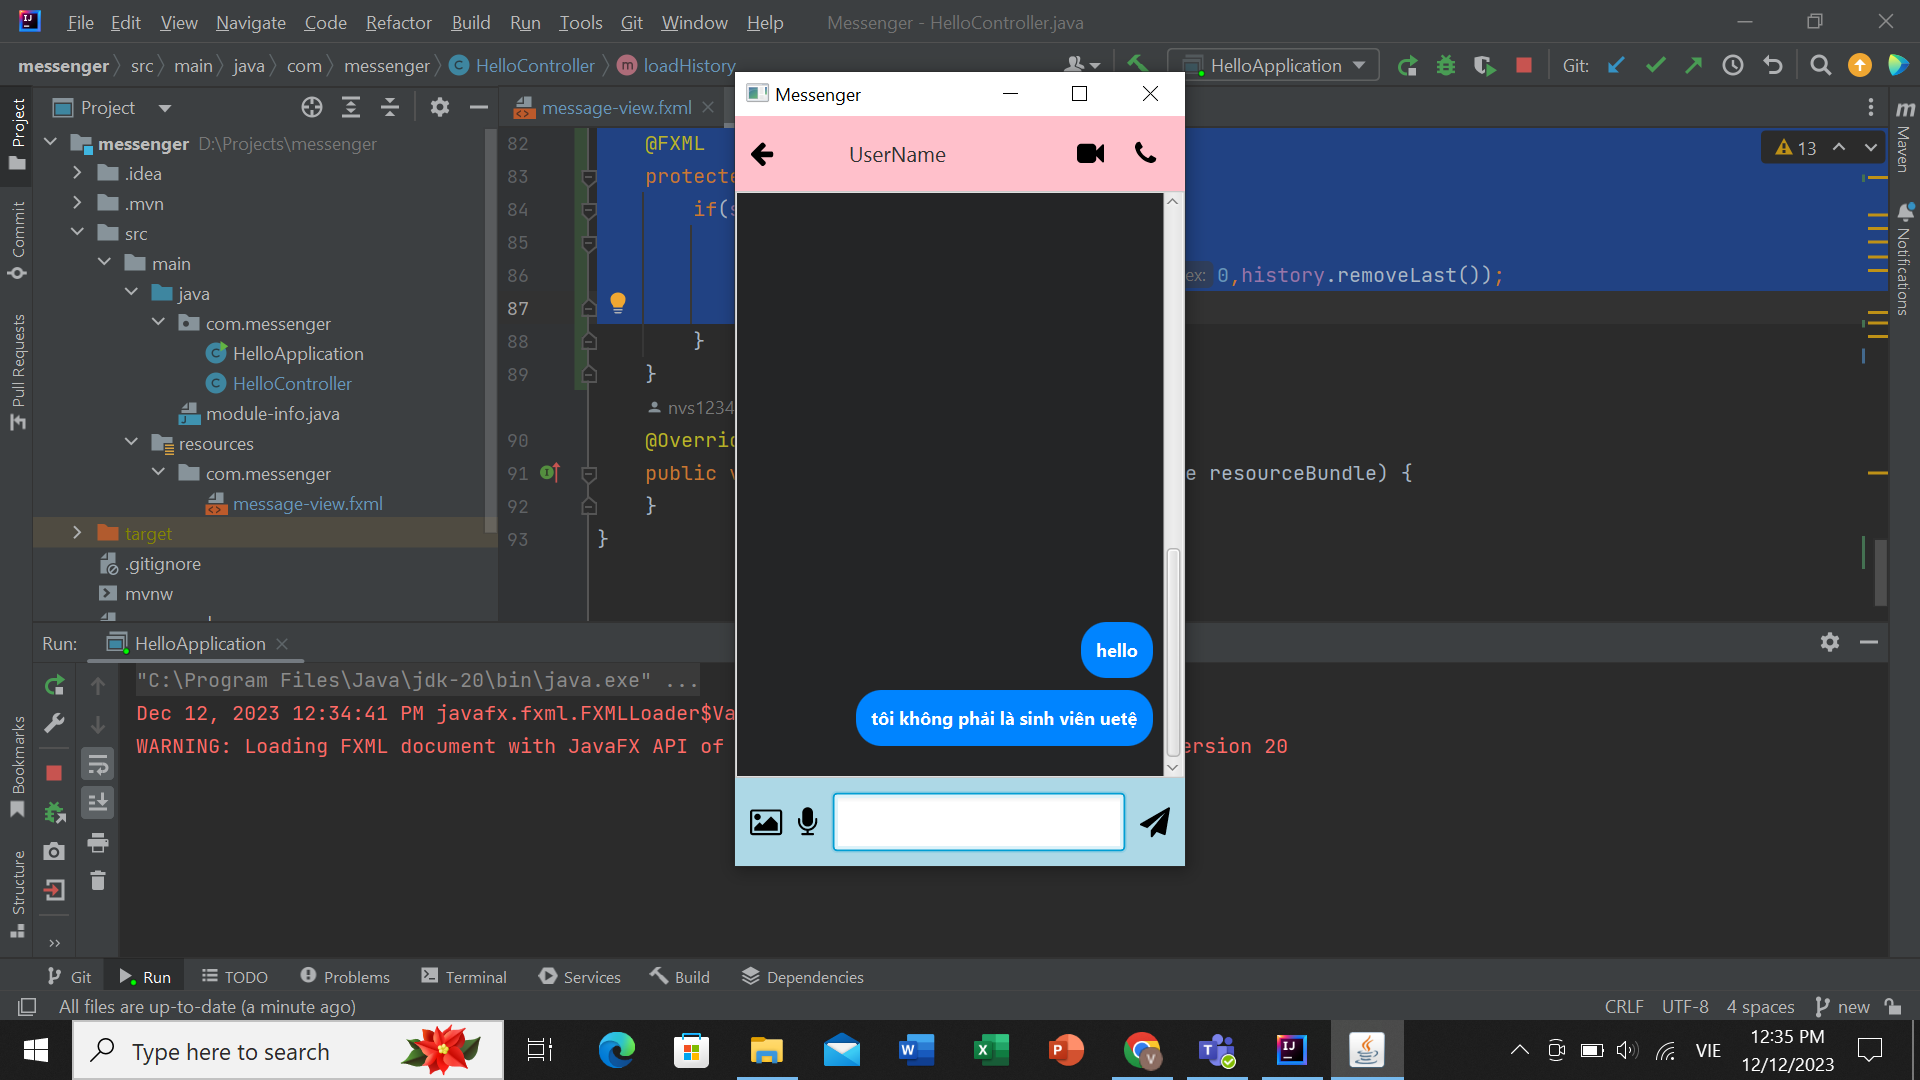 File Edit View Navigate Code Refactor Build Run Tools Git Window Help Messenger - HelloController.java
messenger src main java com messenger HelloController loadHistory HelloApplication Git:
Project message-view.fxml
messenger D:\Projects\messenger
.idea
.mvn
src
main
java
com.messenger
HelloApplication
HelloController
module-info.java
resources
com.messenger
message-view.fxml
target
.gitignore
mvnw
Project
Commit
Pull Requests
Bookmarks
Structure
82 @FXML
83 protecte
84 if(
85
86 0,history.removeLast());
87
88 }
89 }
nvs1234
90 @Overri
91 public e resourceBundle) {
92 }
93 }
13
Maven
Notifications
Messenger
UserName
hello
tôi không phải là sinh viên uetệ
Run: HelloApplication
"C:\Program Files\Java\jdk-20\bin\java.exe" ...
Dec 12, 2023 12:34:41 PM javafx.fxml.FXMLLoader$Va
WARNING: Loading FXML document with JavaFX API of ersion 20
Git Run TODO Problems Terminal Services Build Dependencies
All files are up-to-date (a minute ago) CRLF UTF-8 4 spaces new
Type here to search
VIE
12:35 PM
12/12/2023